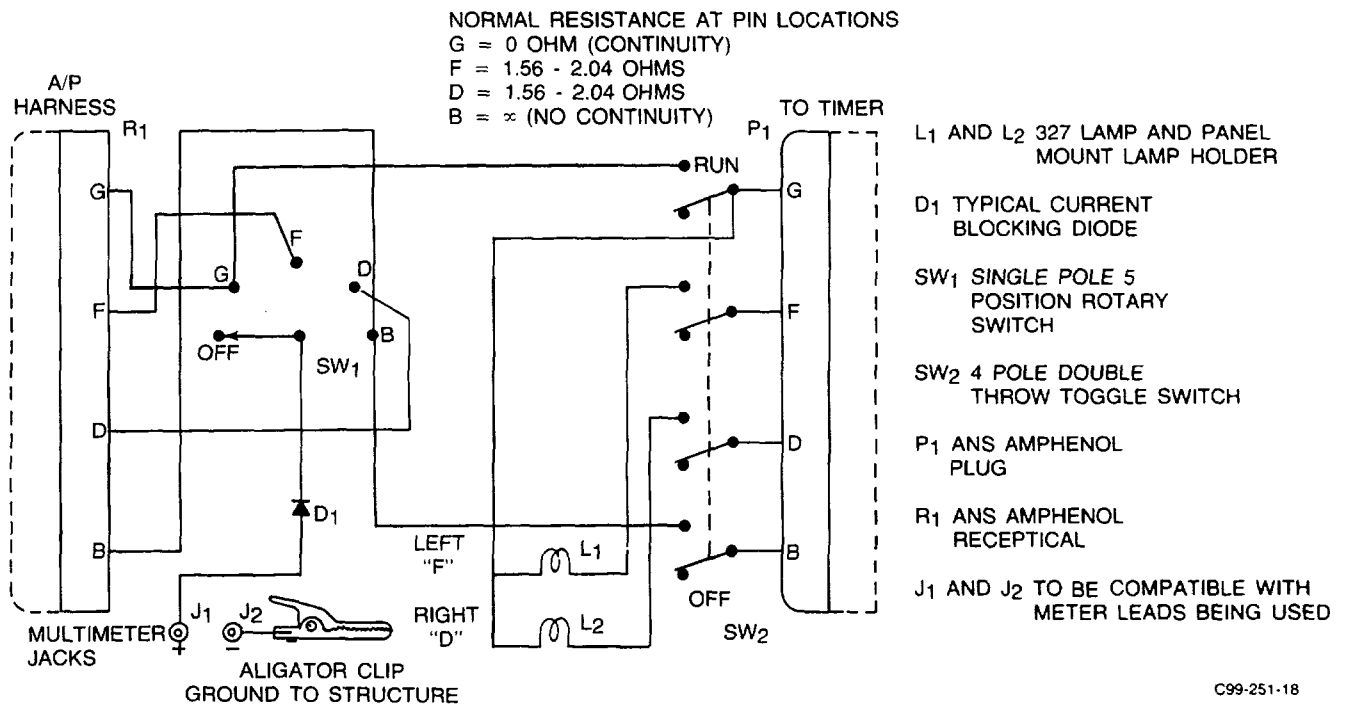 NORMAL RESISTANCE AT PIN LOCATIONS
G = 0 OHM (CONTINUITY)
F = 1.56 - 2.04 OHMS
D = 1.56 - 2.04 OHMS
B = ∝ (NO CONTINUITY)
A/P
HARNESS
R1
P1
TO TIMER
RUN
G
G
F
G
D
F
F
OFF
B
SW1
D
D
D1
B
B
LEFT
"F"
L1
OFF
RIGHT
"D"
L2
SW2
J1
J2
MULTIMETER
JACKS
+
−
ALIGATOR CLIP
GROUND TO STRUCTURE
L1 AND L2 327 LAMP AND PANEL
MOUNT LAMP HOLDER
D1 TYPICAL CURRENT
BLOCKING DIODE
SW1 SINGLE POLE 5
POSITION ROTARY
SWITCH
SW2 4 POLE DOUBLE
THROW TOGGLE SWITCH
P1 ANS AMPHENOL
PLUG
R1 ANS AMPHENOL
RECEPTICAL
J1 AND J2 TO BE COMPATIBLE WITH
METER LEADS BEING USED
C99-251-18